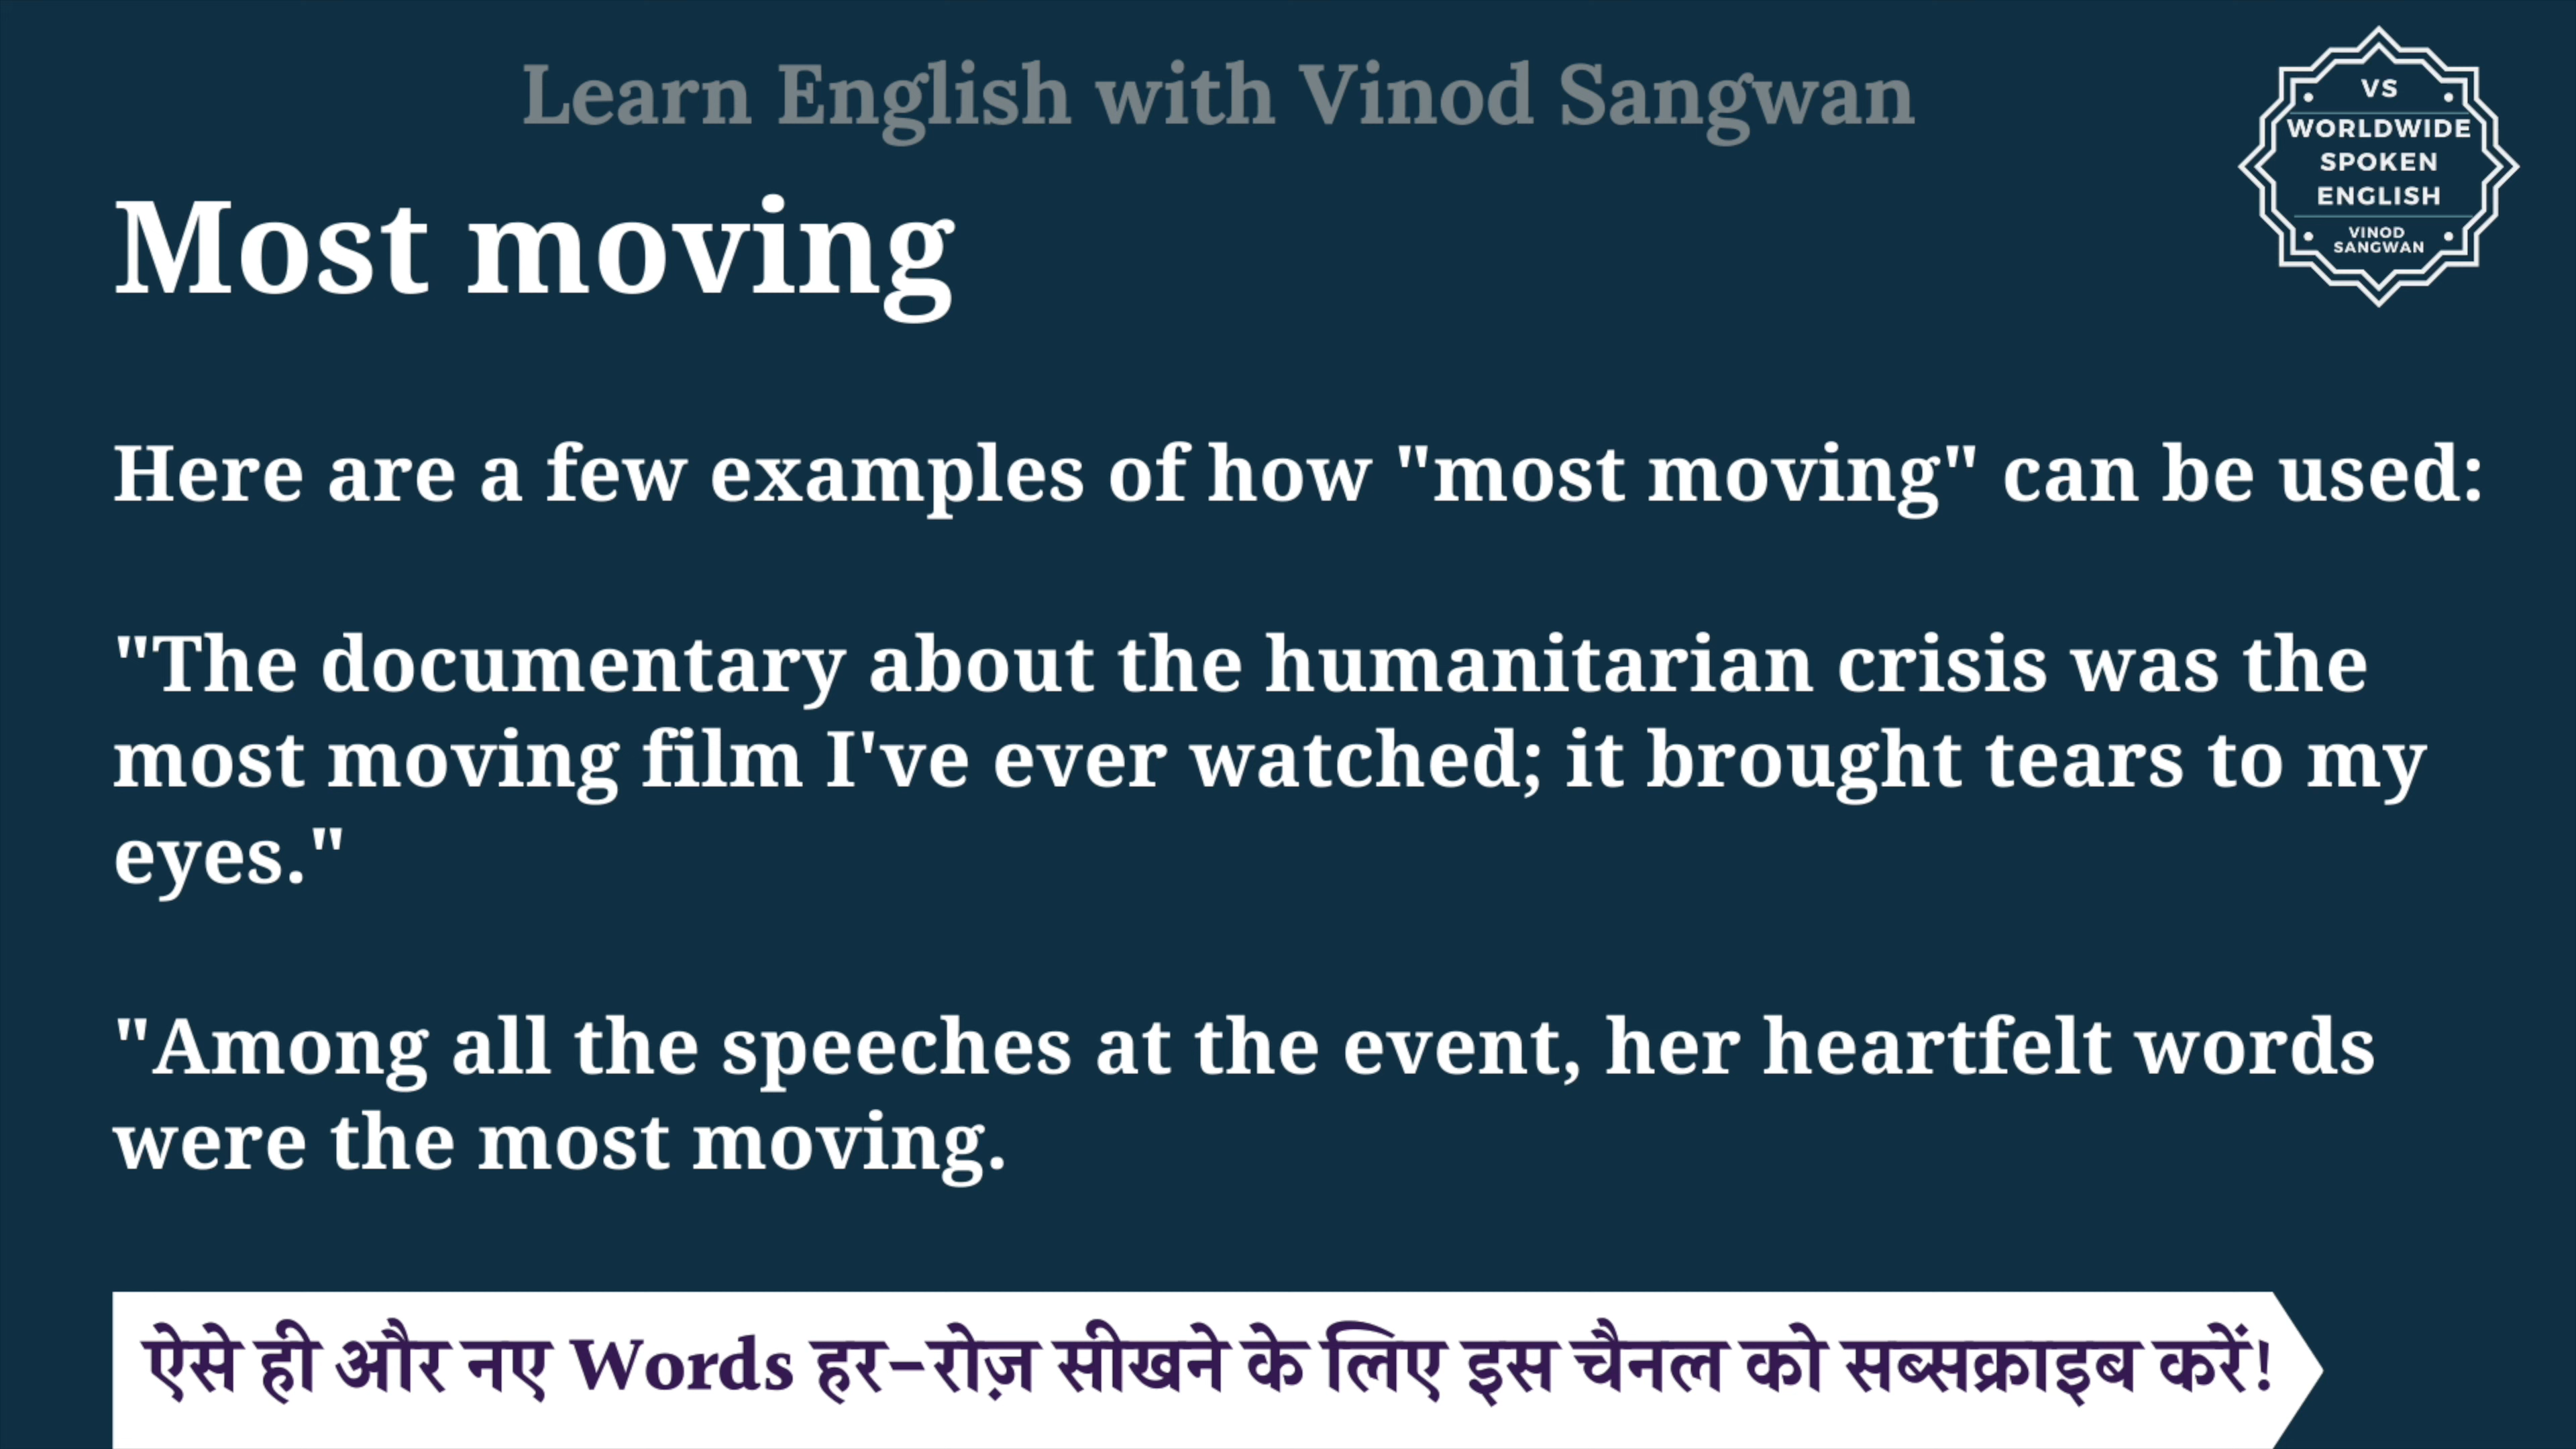 Learn English with Vinod Sangwan
VS
WORLDWIDE
SPOKEN
ENGLISH
VINOD
SANGWAN
Most moving
Here are a few examples of how "most moving" can be used:
"The documentary about the humanitarian crisis was the
most moving film I've ever watched; it brought tears to my
eyes."
"Among all the speeches at the event, her heartfelt words
were the most moving.
ऐसे ही और नए Words हर-रोज़ सीखने के लिए इस चैनल को सब्सक्राइब करें!